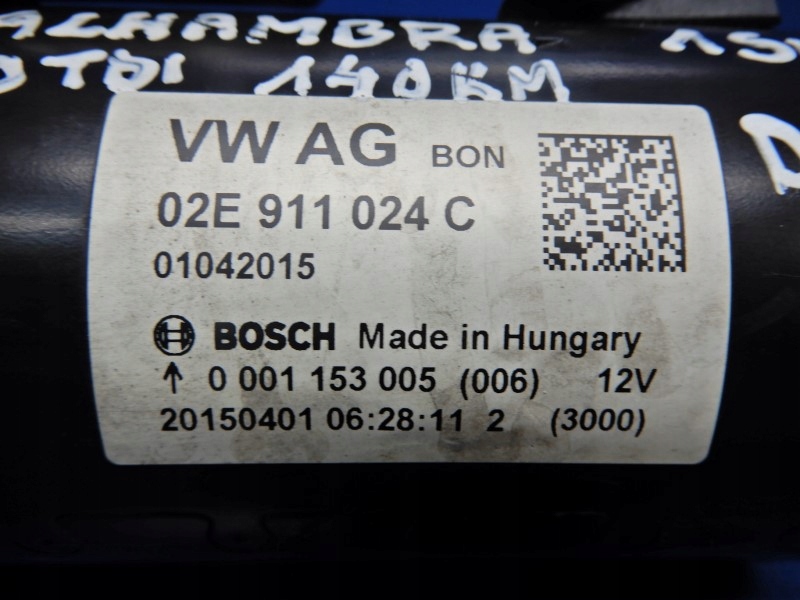 ALHAMBRA
TDI 140KM
VW AG BON
02E 911 024 C
01042015
BOSCH Made in Hungary
↑ 0 001 153 005 (006) 12V
20150401 06:28:11 2 (3000)